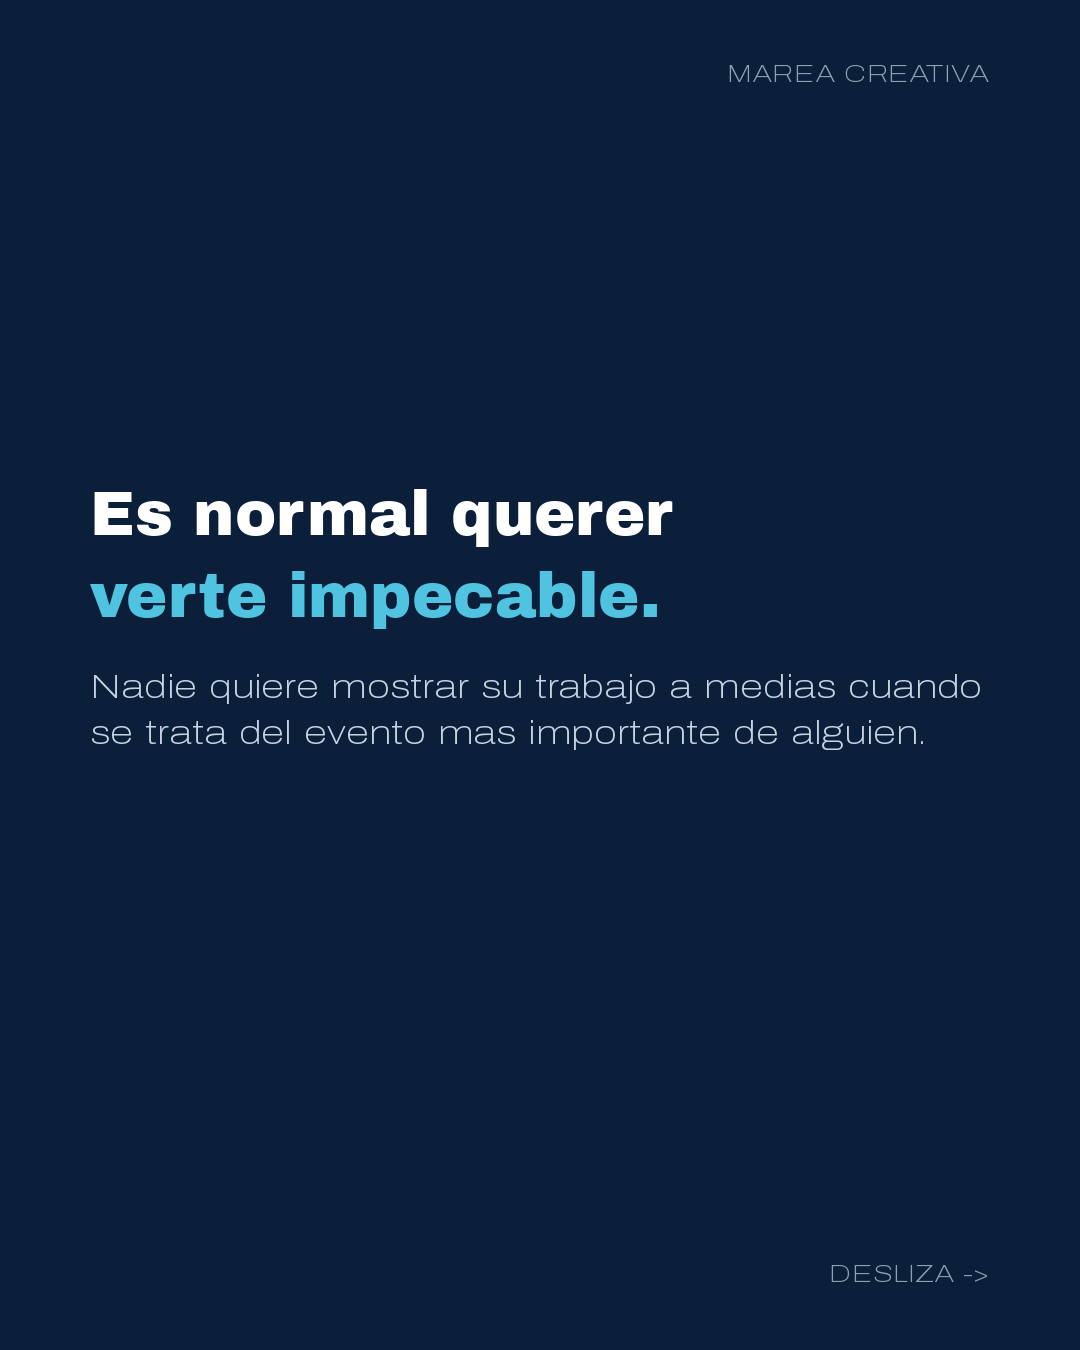 MAREA CREATIVA
Es normal querer
verte impecable.
Nadie quiere mostrar su trabajo a medias cuando
se trata del evento mas importante de alguien.
DESLIZA ->